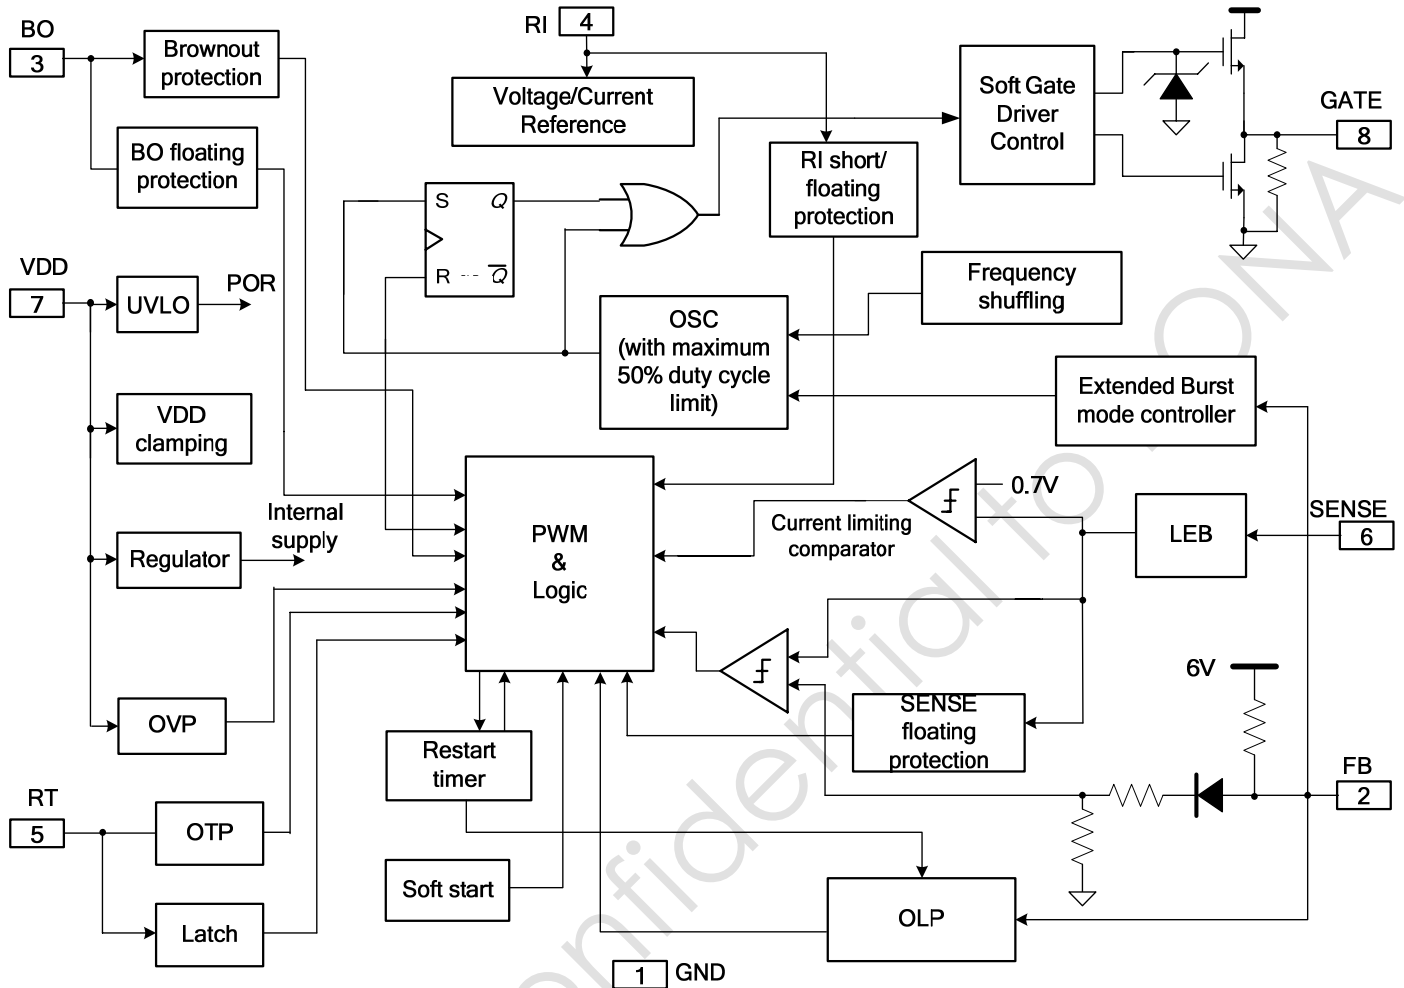 BO
3
Brownout
protection
BO floating
protection
RI
4
Voltage/Current
Reference
RI short/
floating
protection
Soft Gate
Driver
Control
GATE
8
S
Q
R
Q
VDD
7
UVLO
POR
VDD
clamping
Regulator
Internal
supply
OVP
OSC
(with maximum
50% duty cycle
limit)
Frequency
shuffling
Extended Burst
mode controller
PWM
&
Logic
0.7V
Current limiting
comparator
LEB
SENSE
6
6V
SENSE
floating
protection
FB
2
Restart
timer
RT
5
OTP
Latch
Soft start
OLP
1
GND
onfidential to ONA